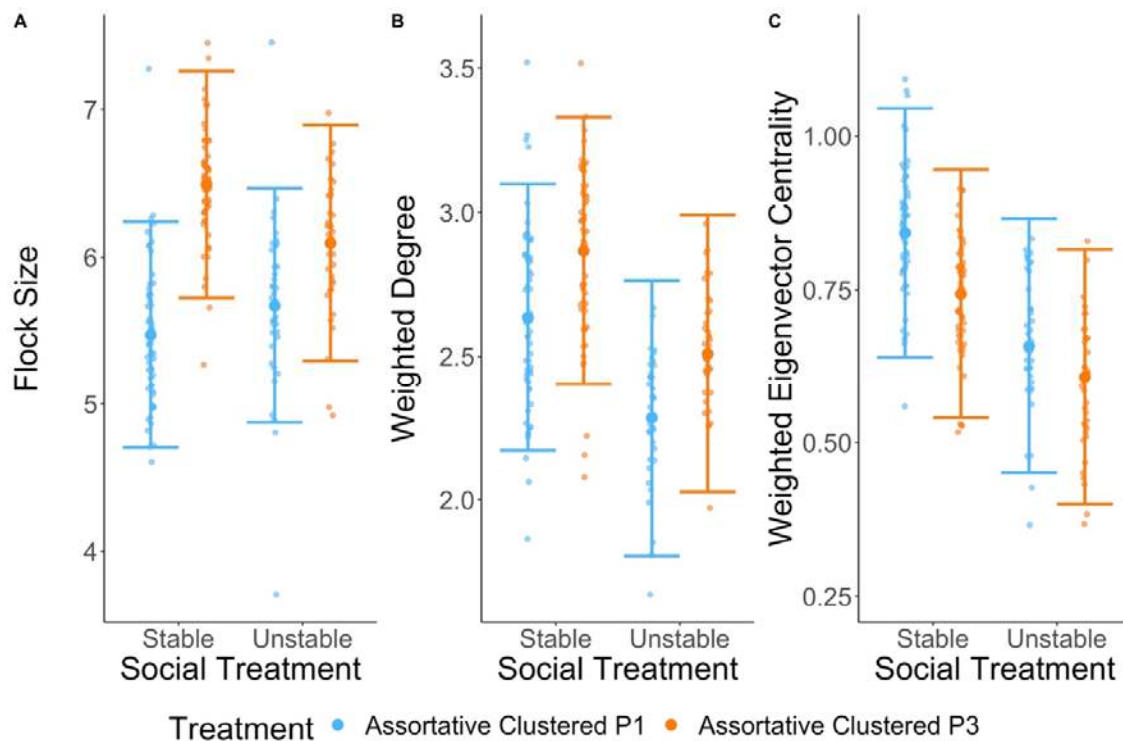 A
B
C
Flock Size
7
6
5
4
Weighted Degree
3.5
3.0
2.5
2.0
Weighted Eigenvector Centrality
1.00
0.75
0.50
0.25
Stable Unstable
Social Treatment
Stable Unstable
Social Treatment
Stable Unstable
Social Treatment
Treatment Assortative Clustered P1 Assortative Clustered P3